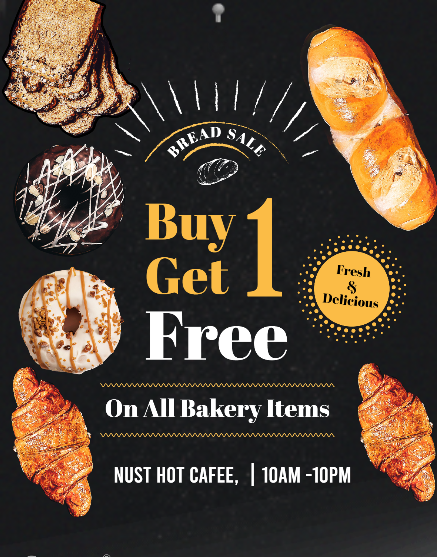 BREAD SALE
Buy 1
Get
Free
Fresh
&
Delicious
On All Bakery Items
NUST HOT CAFEE, | 10AM -10PM